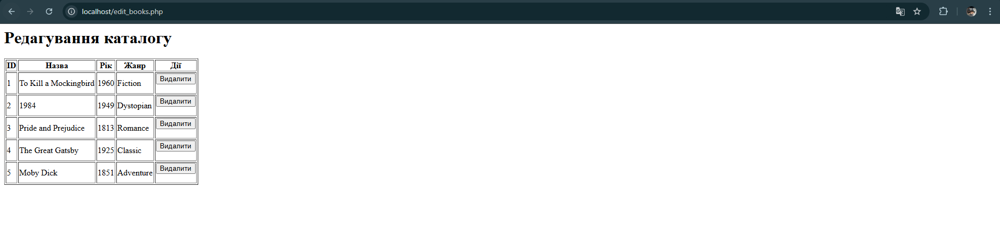 localhost/edit_books.php
Редагування каталогу
ID Назва Рік Жанр Дії
1 To Kill a Mockingbird 1960 Fiction Видалити
2 1984 1949 Dystopian Видалити
3 Pride and Prejudice 1813 Romance Видалити
4 The Great Gatsby 1925 Classic Видалити
5 Moby Dick 1851 Adventure Видалити